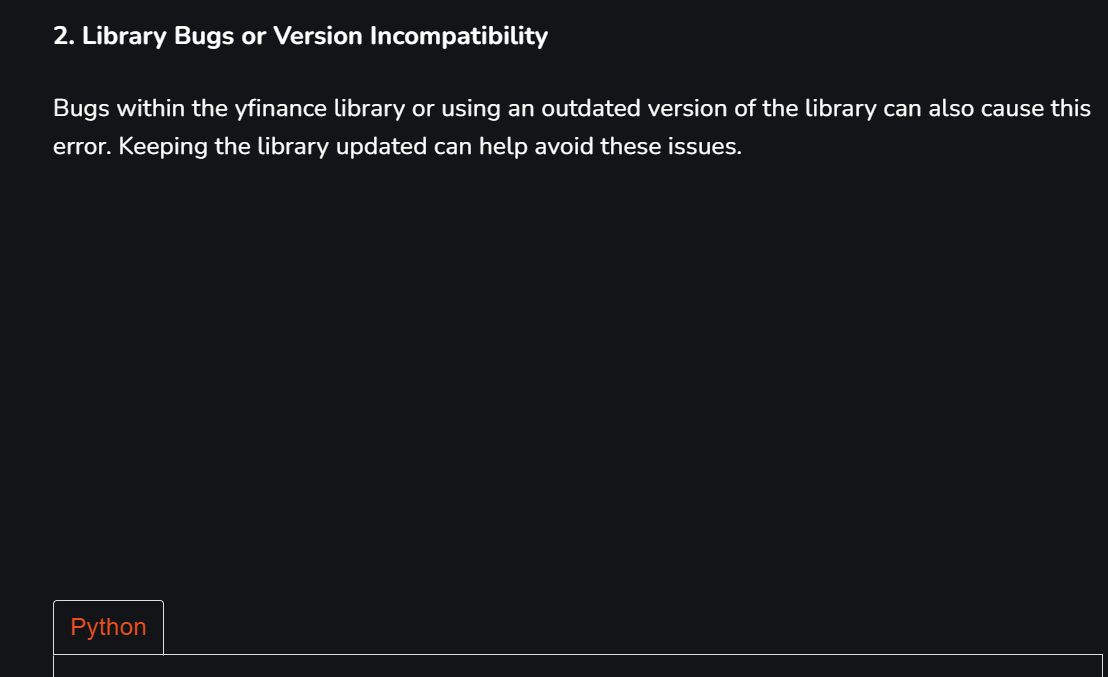 2. Library Bugs or Version Incompatibility
Bugs within the yfinance library or using an outdated version of the library can also cause this
error. Keeping the library updated can help avoid these issues.
Python